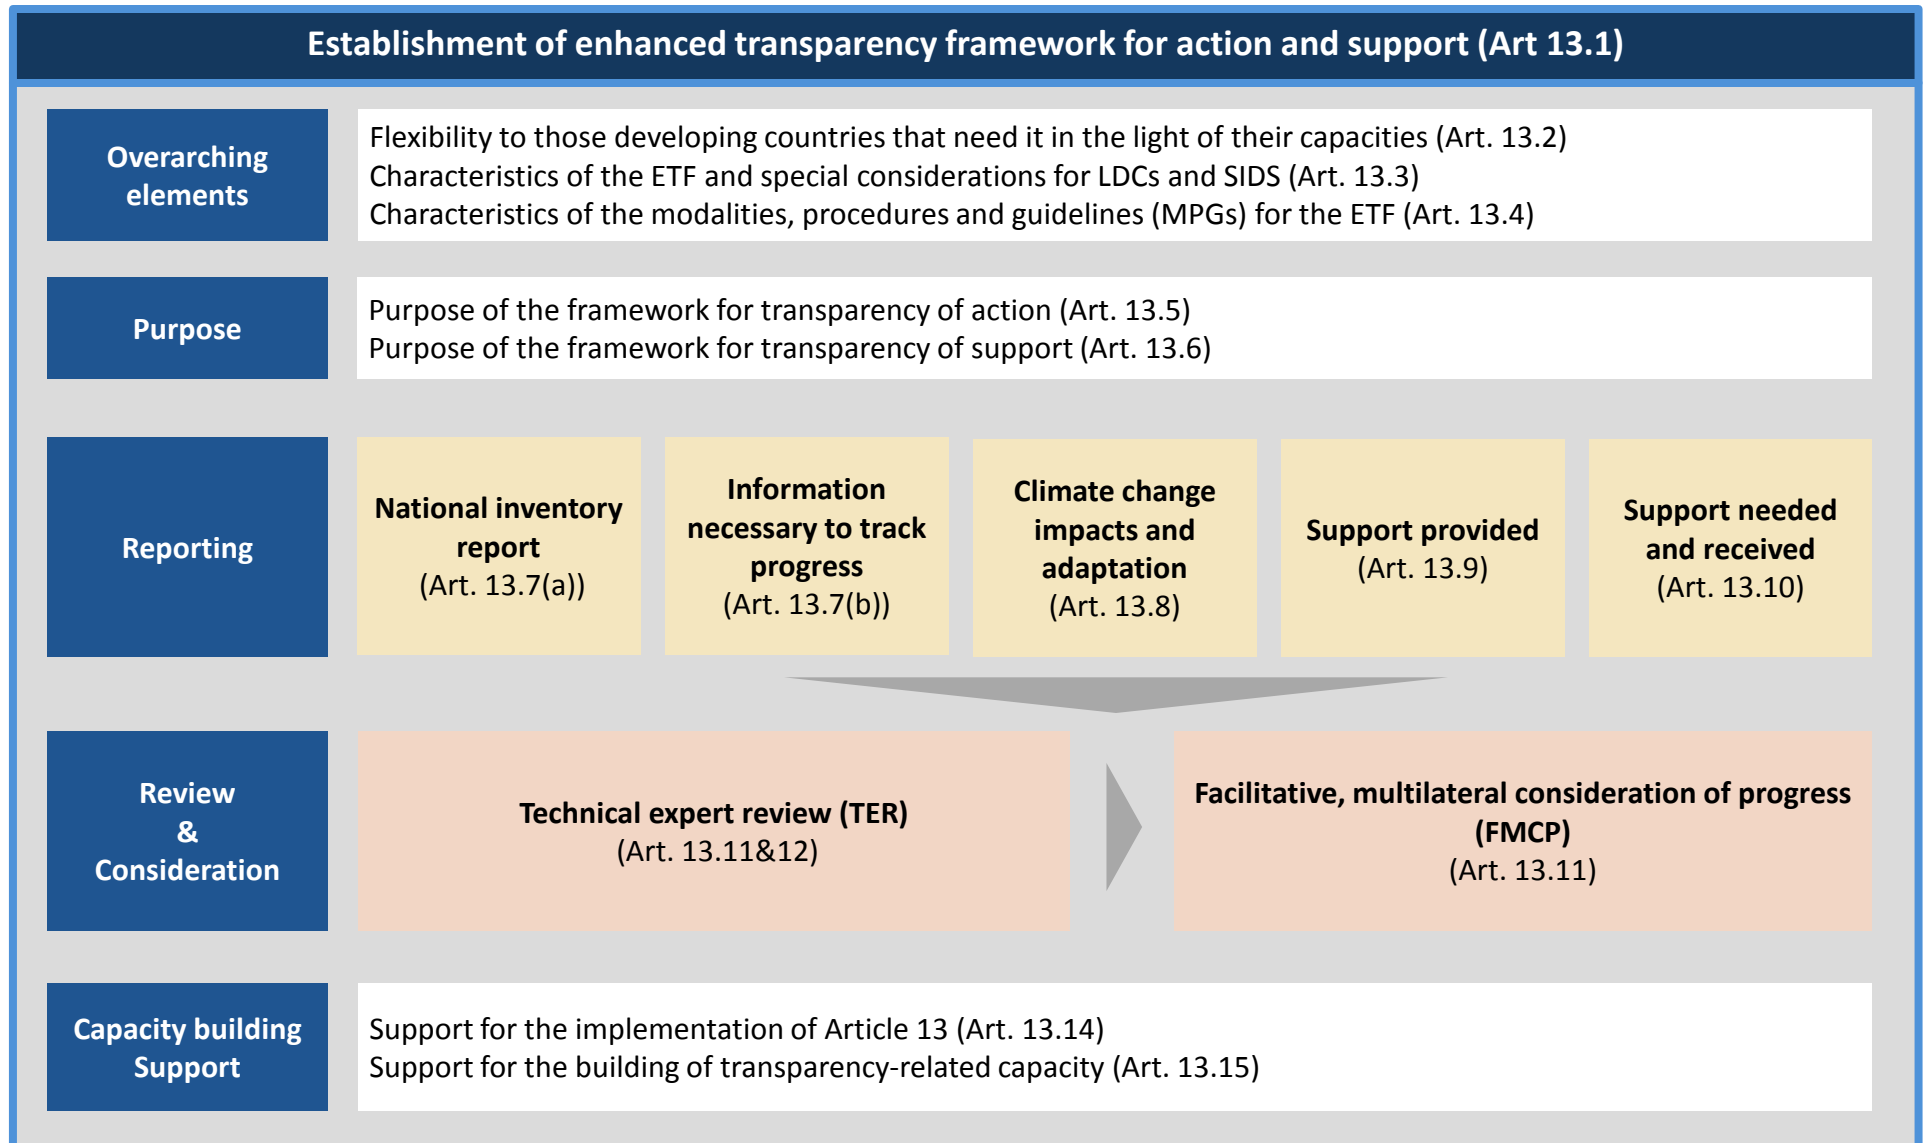 Establishment of enhanced transparency framework for action and support (Art 13.1)
Overarching
elements
Flexibility to those developing countries that need it in the light of their capacities (Art. 13.2)
Characteristics of the ETF and special considerations for LDCs and SIDS (Art. 13.3)
Characteristics of the modalities, procedures and guidelines (MPGs) for the ETF (Art. 13.4)
Purpose
Purpose of the framework for transparency of action (Art. 13.5)
Purpose of the framework for transparency of support (Art. 13.6)
Reporting
National inventory
report
(Art. 13.7(a))
Information
necessary to track
progress
(Art. 13.7(b))
Climate change
impacts and
adaptation
(Art. 13.8)
Support provided
(Art. 13.9)
Support needed
and received
(Art. 13.10)
Review
&
Consideration
Technical expert review (TER)
(Art. 13.11&12)
Facilitative, multilateral consideration of progress
(FMCP)
(Art. 13.11)
Capacity building
Support
Support for the implementation of Article 13 (Art. 13.14)
Support for the building of transparency-related capacity (Art. 13.15)